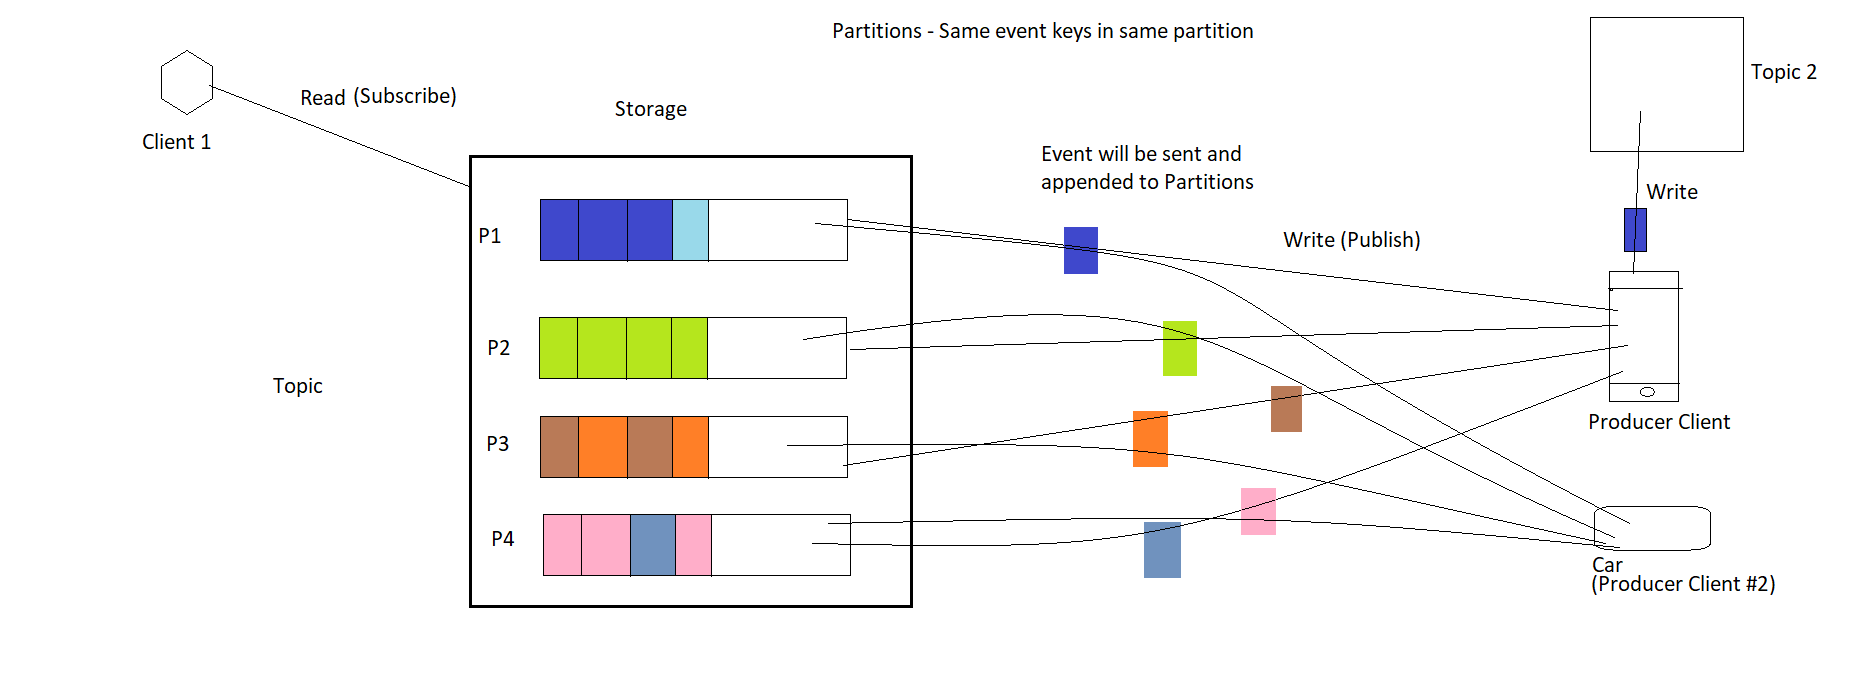 Partitions - Same event keys in same partition
Topic 2
Read (Subscribe)
Storage
Client 1
Event will be sent and
appended to Partitions
Write
P1
Write (Publish)
P2
Topic
Producer Client
P3
P4
Car
(Producer Client #2)